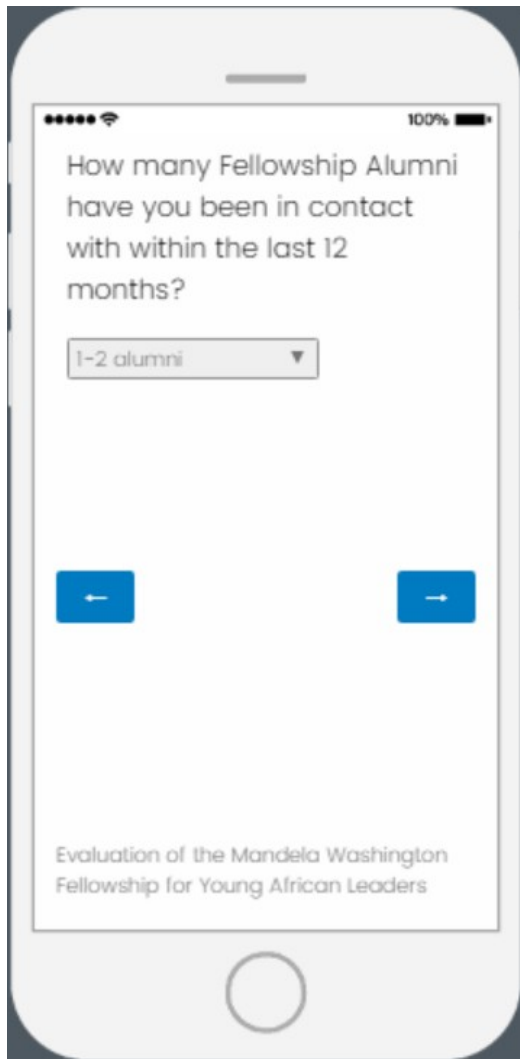 100%
How many Fellowship Alumni
have you been in contact
with within the last 12
months?
1-2 alumni
Evaluation of the Mandela Washington
Fellowship for Young African Leaders